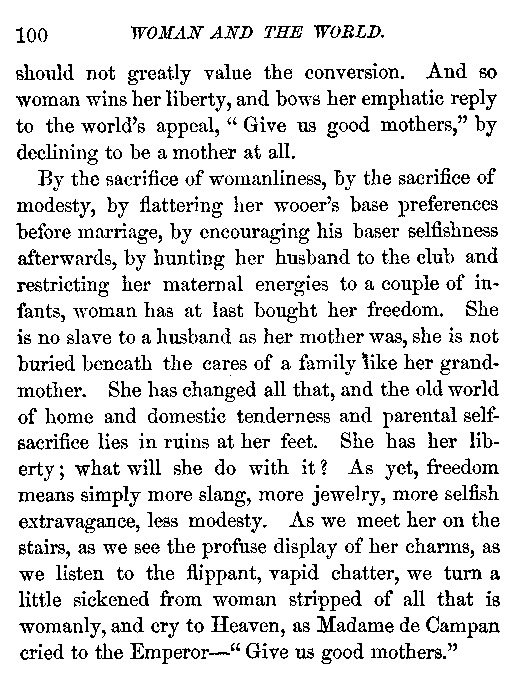 100 WOMAN AND THE WORLD.
should not greatly value the conversion. And so
woman wins her liberty, and bows her emphatic reply
to the world's appeal, “ Give us good mothers,” by
declining to be a mother at all.
By the sacrifice of womanliness, by the sacrifice of
modesty, by flattering her wooer's base preferences
before marriage, by encouraging his baser selfishness
afterwards, by hunting her husband to the club and
restricting her maternal energies to a couple of in-
fants, woman has at last bought her freedom. She
is no slave to a husband as her mother was, she is not
buried beneath the cares of a family like her grand-
mother. She has changed all that, and the old world
of home and domestic tenderness and parental self-
sacrifice lies in ruins at her feet. She has her lib-
erty; what will she do with it? As yet, freedom
means simply more slang, more jewelry, more selfish
extravagance, less modesty. As we meet her on the
stairs, as we see the profuse display of her charms, as
we listen to the flippant, vapid chatter, we turn a
little sickened from woman stripped of all that is
womanly, and cry to Heaven, as Madame de Campan
cried to the Emperor—“ Give us good mothers.”